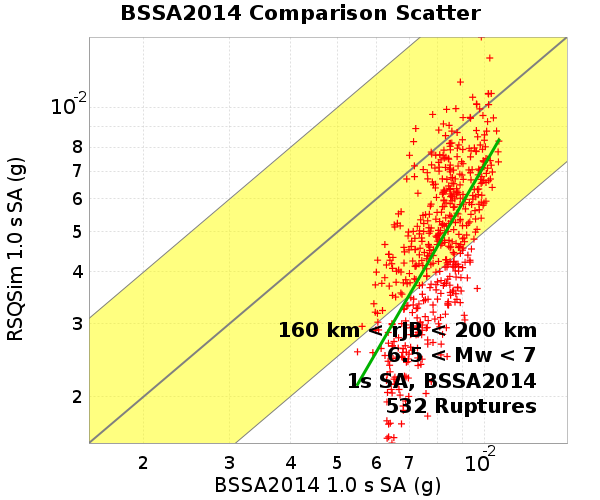 BSSA2014 Comparison Scatter
RSQSim 1.0 s SA (g)
10-2
8
7
6
5
4
3
2
160 km < rJB < 200 km
6.5 < Mw < 7
1s SA, BSSA2014
532 Ruptures
2 3 4 5 6 7 10-2
BSSA2014 1.0 s SA (g)